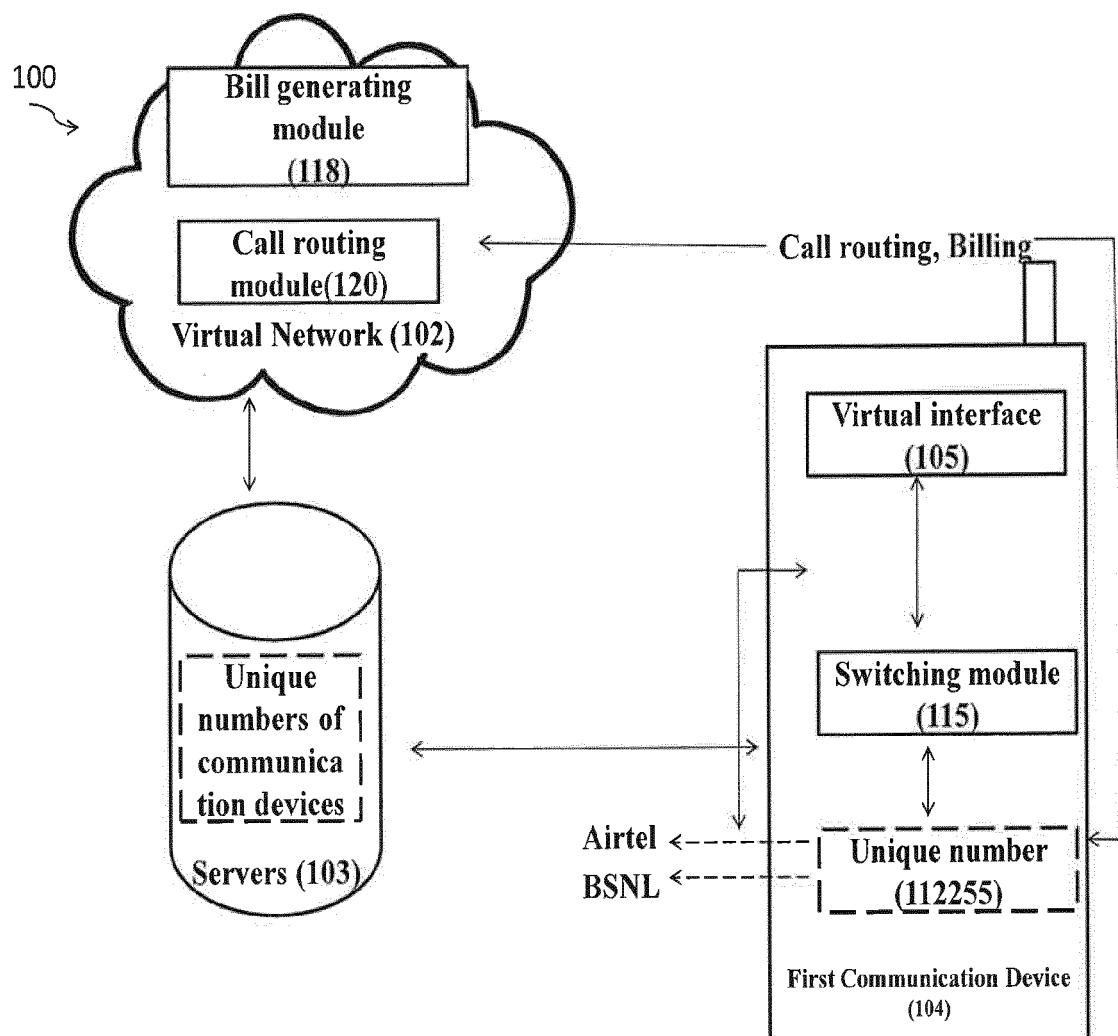 100
Bill generating
module
(118)
Call routing
module(120)
Virtual Network (102)
Call routing, Billing
Virtual interface
(105)
Switching module
(115)
Unique
numbers of
communica
tion devices
Servers (103)
Airtel
BSNL
Unique number
(112255)
First Communication Device
(104)